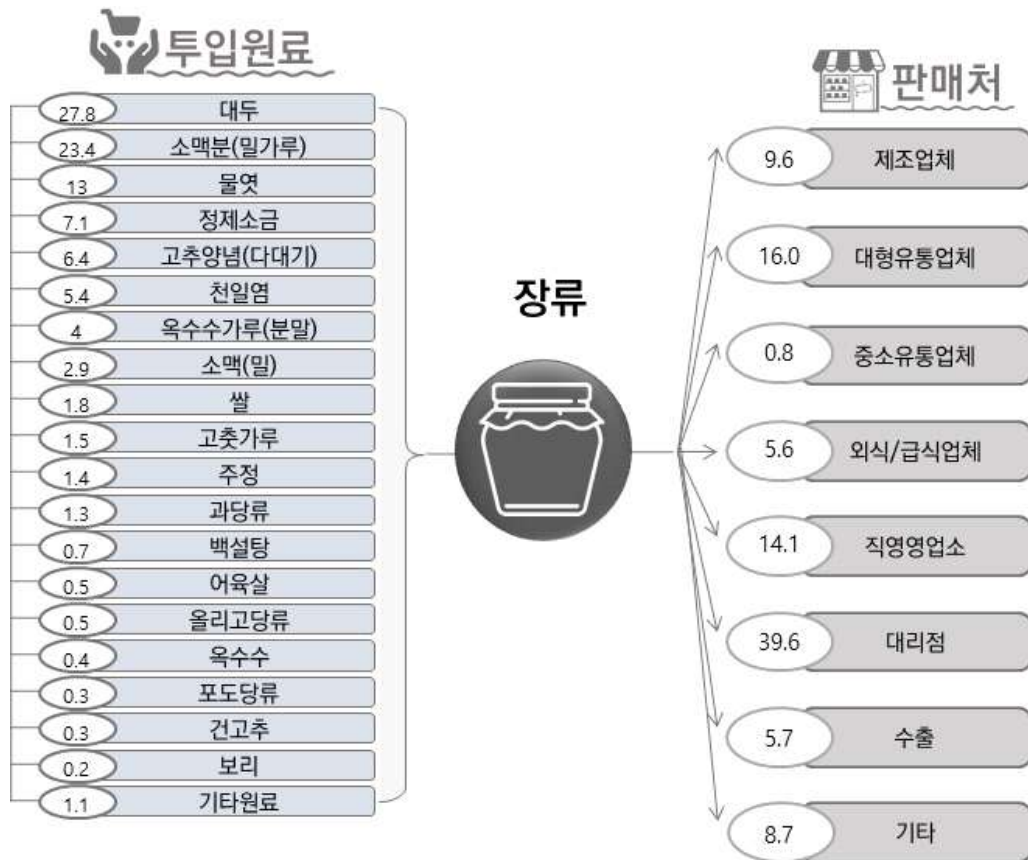 투입원료
27.8 대두
23.4 소맥분(밀가루)
13 물엿
7.1 정제소금
6.4 고추양념(다대기)
5.4 천일염
4 옥수수가루(분말)
2.9 소맥(밀)
1.8 쌀
1.5 고춧가루
1.4 주정
1.3 과당류
0.7 백설탕
0.5 어육살
0.5 올리고당류
0.4 옥수수
0.3 포도당류
0.3 건고추
0.2 보리
1.1 기타원료
장류
판매처
9.6 제조업체
16.0 대형유통업체
0.8 중소유통업체
5.6 외식/급식업체
14.1 직영영업소
39.6 대리점
5.7 수출
8.7 기타